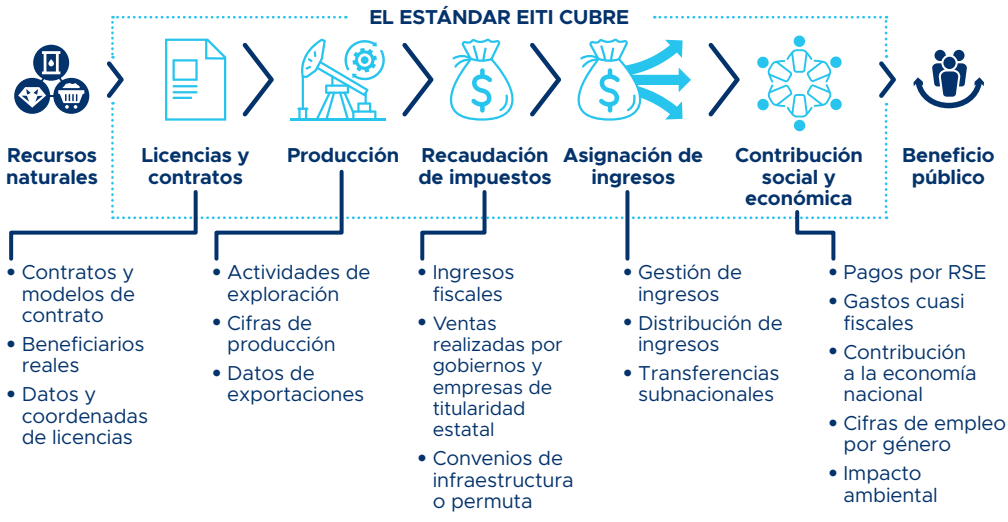 EL ESTÁNDAR EITI CUBRE
$
$
Recursos
naturales
Licencias y
contratos
Producción
Recaudación
de impuestos
Asignación de
ingresos
Contribución
social y
económica
Beneficio
público
• Contratos y
modelos de
contrato
• Beneficiarios
reales
• Datos y
coordenadas
de licencias
• Actividades de
exploración
• Cifras de
producción
• Datos de
exportaciones
• Ingresos
fiscales
• Ventas
realizadas por
gobiernos y
empresas de
titularidad
estatal
• Convenios de
infraestructura
o permuta
• Gestión de
ingresos
• Distribución de
ingresos
• Transferencias
subnacionales
• Pagos por RSE
• Gastos cuasi
fiscales
• Contribución
a la economía
nacional
• Cifras de empleo
por género
• Impacto
ambiental